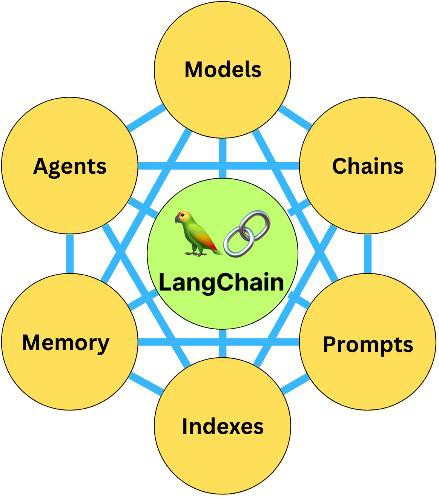 Models
Agents
Chains
LangChain
Memory
Prompts
Indexes